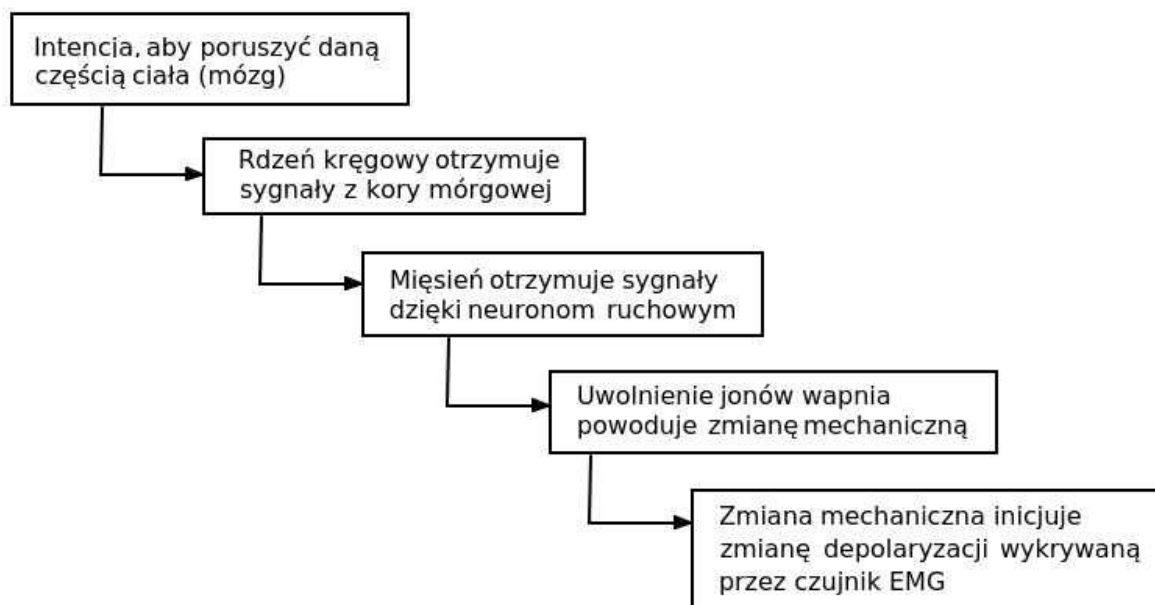 Intencja, aby poruszyć daną
częścią ciała (mózg)
Rdzeń kręgowy otrzymuje
sygnały z kory mórgowej
Mięsień otrzymuje sygnały
dzięki neuronom ruchowym
Uwolnienie jonów wapnia
powoduje zmianę mechaniczną
Zmiana mechaniczna inicjuje
zmianę depolaryzacji wykrywaną
przez czujnik EMG